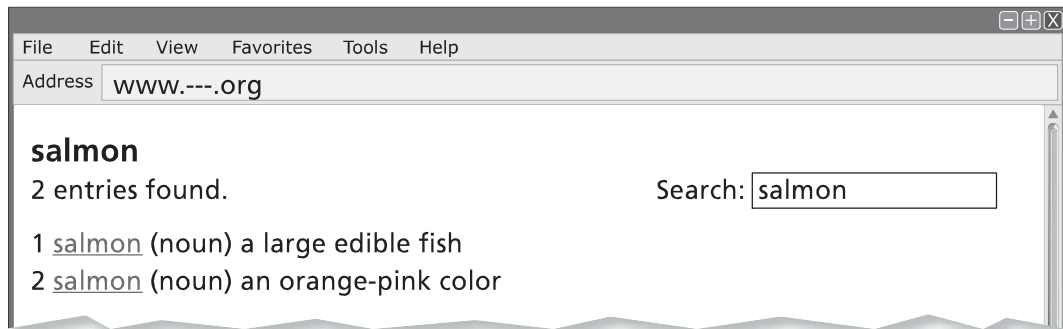 File Edit View Favorites Tools Help
Address www.---.org
salmon
2 entries found. Search: salmon
1 salmon (noun) a large edible fish
2 salmon (noun) an orange-pink color